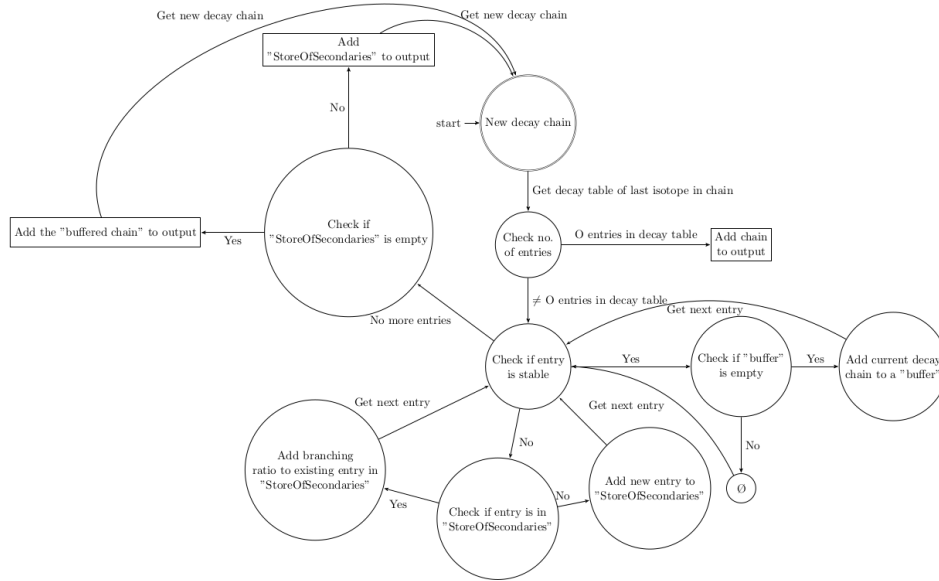 Get new decay chain
Get new decay chain
Add
"StoreOfSecondaries" to output
No
start
New decay chain
Get decay table of last isotope in chain
Check if
"StoreOfSecondaries" is empty
Add the "buffered chain" to output
Yes
Check no.
of entries
O entries in decay table
Add chain
to output
≠ O entries in decay table
Get next entry
No more entries
Check if entry
is stable
Yes
Check if "buffer"
is empty
Yes
Add current decay
chain to a "buffer"
Get next entry
Get next entry
No
No
Add branching
ratio to existing entry in
"StoreOfSecondaries"
Add new entry to
"StoreOfSecondaries"
Ø
Yes
No
Check if entry is in
"StoreOfSecondaries"